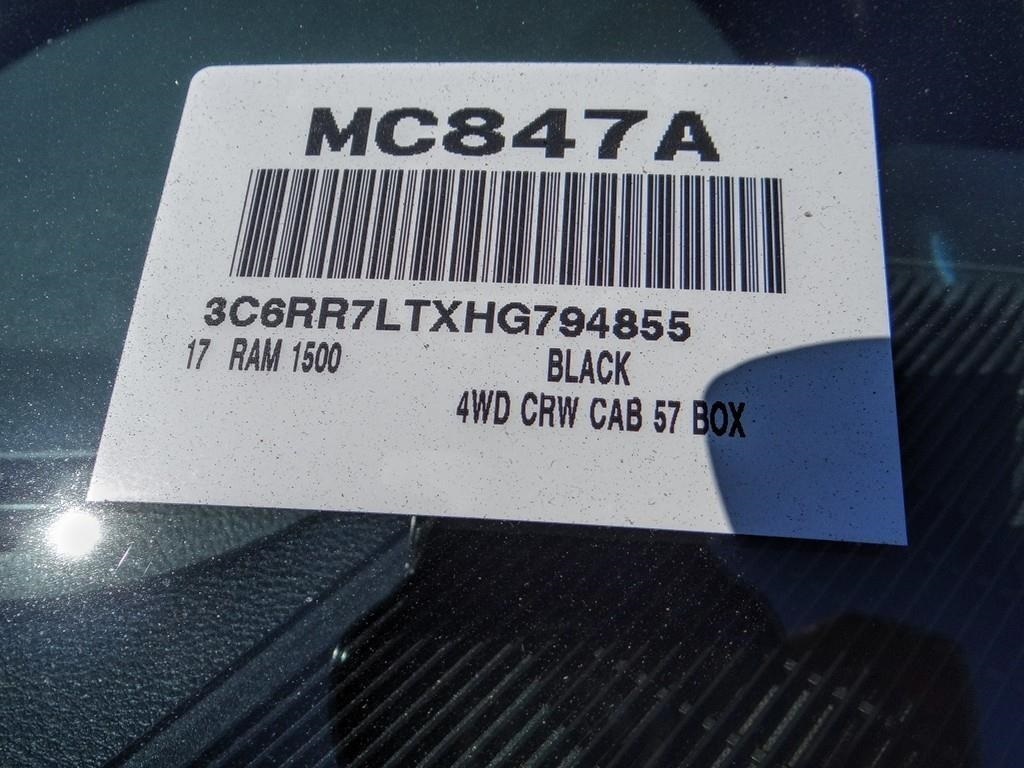 MC847A
3C6RR7LTXHG794855
17 RAM 1500 BLACK
4WD CRW CAB 57 BOX